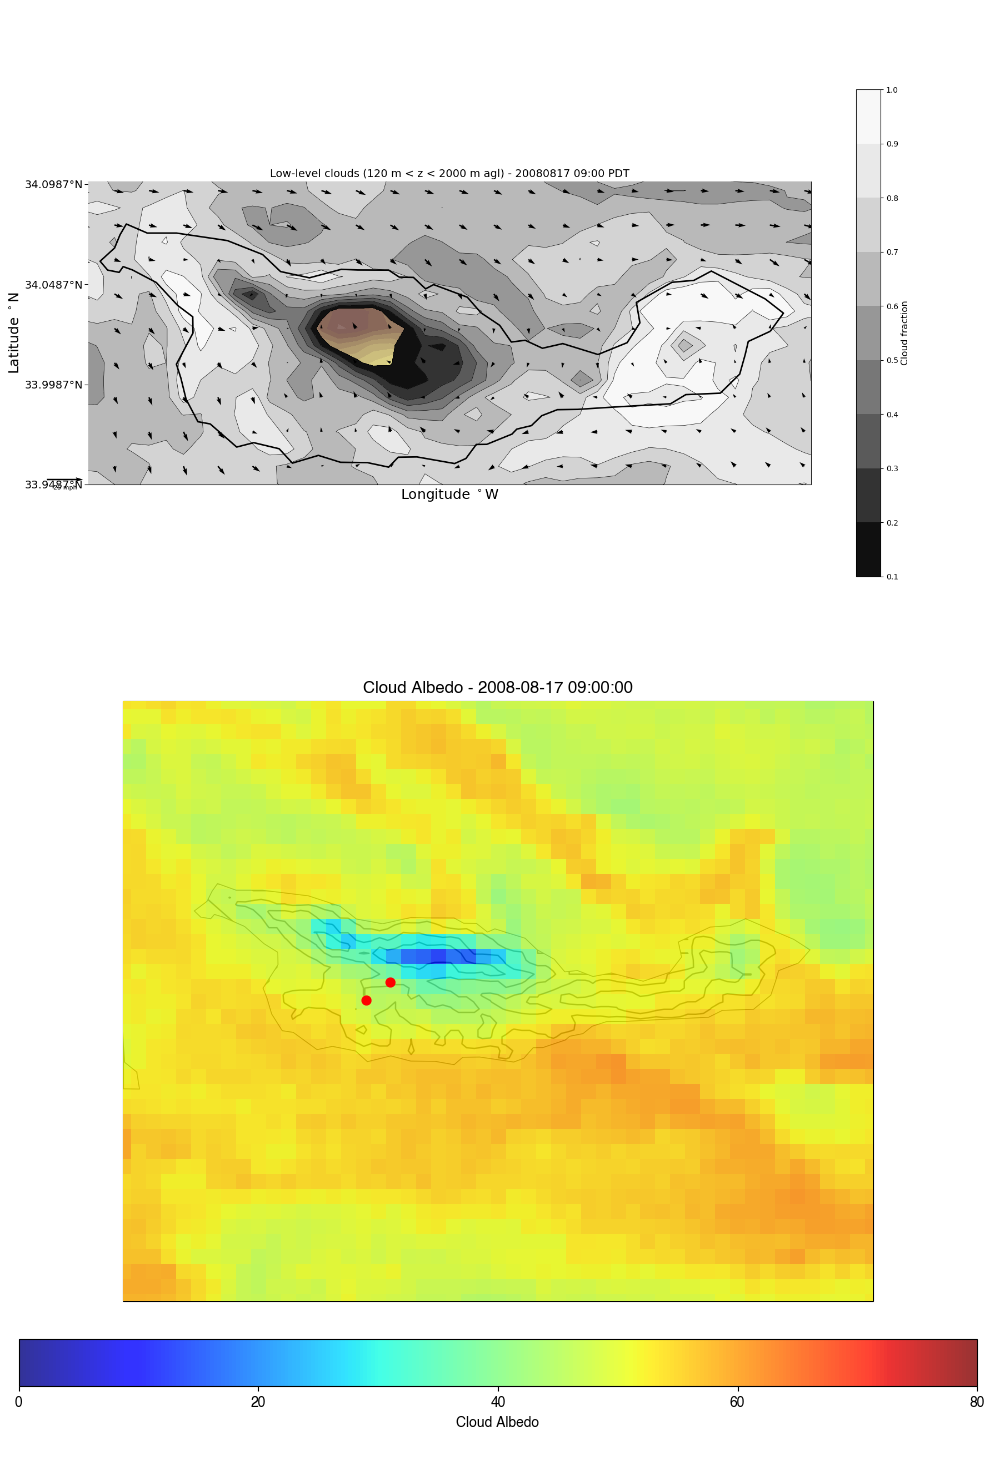 Low-level clouds (120 m < z < 2000 m agl) - 20080817 09:00 PDT
34.0987°N
34.0487°N
33.9987°N
33.9487°N
Latitude °N
Longitude °W
1.0
0.9
0.8
0.7
0.6
0.5
0.4
0.3
0.2
0.1
Cloud fraction
Cloud Albedo - 2008-08-17 09:00:00
0 20 40 60 80
Cloud Albedo